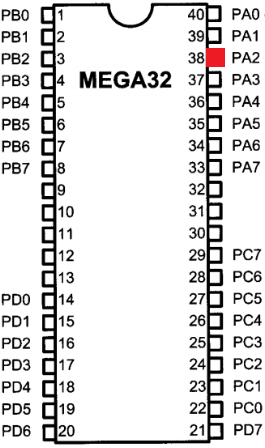 PB0 1 40 PA0
PB1 2 39 PA1
PB2 3 38 PA2
PB3 4 MEGA32 37 PA3
PB4 5 36 PA4
PB5 6 35 PA5
PB6 7 34 PA6
PB7 8 33 PA7
9 32
10 31
11 30
12 29 PC7
13 28 PC6
PD0 14 27 PC5
PD1 15 26 PC4
PD2 16 25 PC3
PD3 17 24 PC2
PD4 18 23 PC1
PD5 19 22 PC0
PD6 20 21 PD7